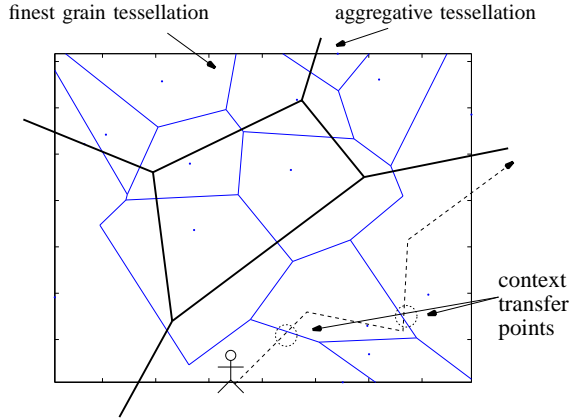 finest grain tessellation
aggregative tessellation
context
transfer
points